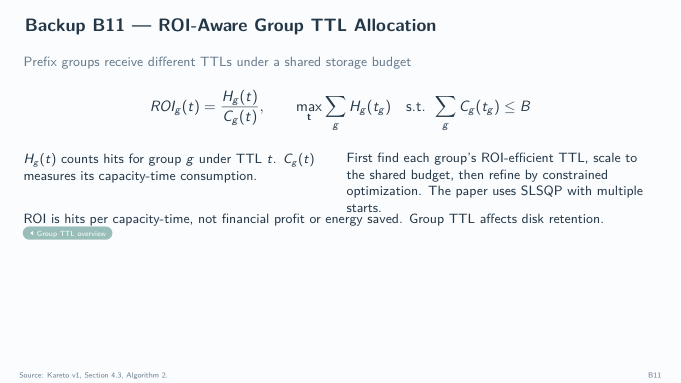 Backup B11 — ROI-Aware Group TTL Allocation
Prefix groups receive different TTLs under a shared storage budget
ROI_g(t) = H_g(t) / C_g(t),   max_t ∑_g H_g(t_g)   s.t.   ∑_g C_g(t_g) ≤ B
H_g(t) counts hits for group g under TTL t. C_g(t)
measures its capacity-time consumption.
First find each group's ROI-efficient TTL, scale to
the shared budget, then refine by constrained
optimization. The paper uses SLSQP with multiple
starts.
ROI is hits per capacity-time, not financial profit or energy saved. Group TTL affects disk retention.
Group TTL overview
Source: Kareto v1, Section 4.3, Algorithm 2.
B11